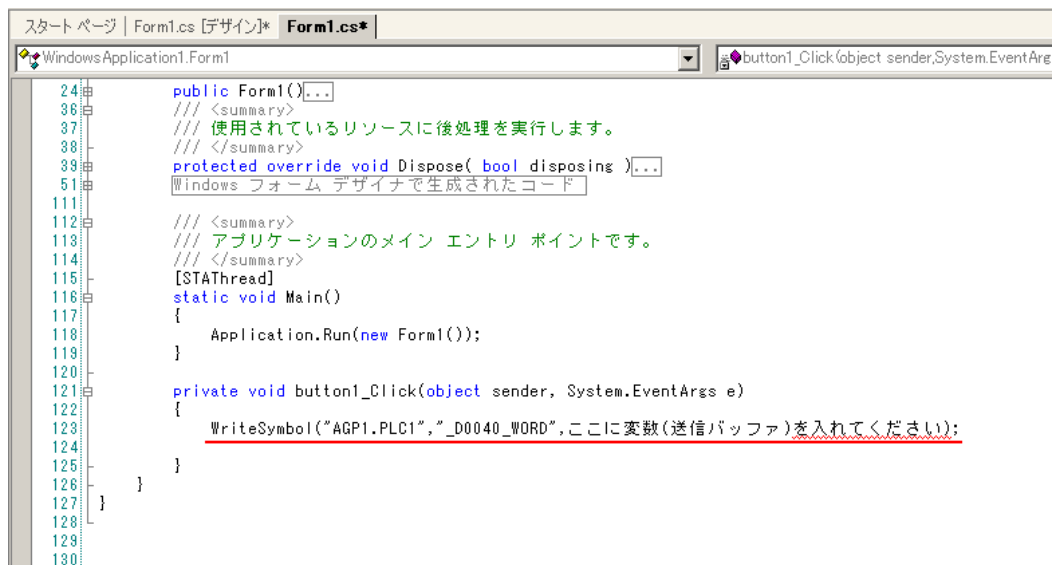 スタート ページ | Form1.cs [デザイン]* Form1.cs*
WindowsApplication1.Form1 button1_Click(object sender,System.EventArg
24 public Form1()...
36 /// <summary>
37 /// 使用されているリソースに後処理を実行します。
38 /// </summary>
39 protected override void Dispose( bool disposing )...
51 Windows フォーム デザイナで生成されたコード
111
112 /// <summary>
113 /// アプリケーションのメイン エントリ ポイントです。
114 /// </summary>
115 [STAThread]
116 static void Main()
117 {
118 Application.Run(new Form1());
119 }
120
121 private void button1_Click(object sender, System.EventArgs e)
122 {
123 WriteSymbol("AGP1.PLC1","_D0040_WORD",ここに変数(送信バッファ)を入れてください);
124
125 }
126 }
127 }
128
129
130